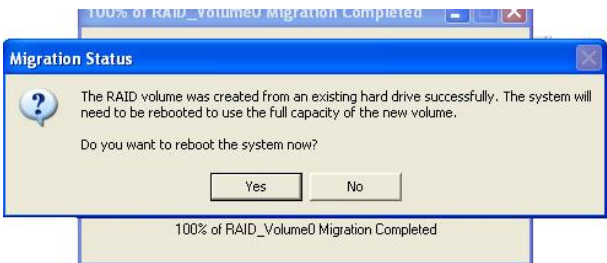 100% of RAID_Volume0 Migration Completed
Migration Status
The RAID volume was created from an existing hard drive successfully. The system will
need to be rebooted to use the full capacity of the new volume.
Do you want to reboot the system now?
Yes
No
100% of RAID_Volume0 Migration Completed